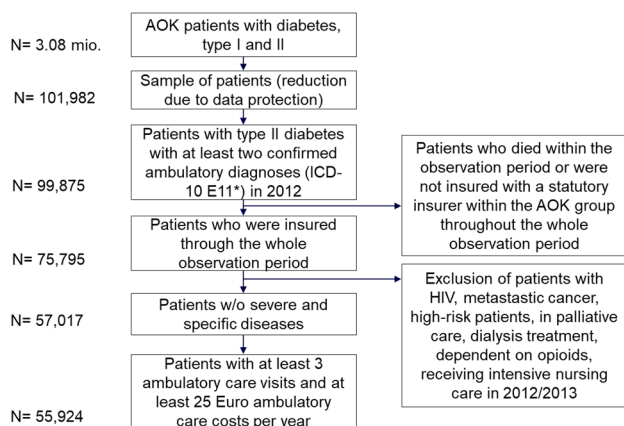 AOK patients with diabetes,
type I and II
N= 3.08 mio.
Sample of patients (reduction
due to data protection)
N= 101,982
Patients with type II diabetes
with at least two confirmed
ambulatory diagnoses (ICD-
10 E11*) in 2012
N= 99,875
Patients who died within the
observation period or were
not insured with a statutory
insurer within the AOK group
throughout the whole
observation period
Patients who were insured
through the whole
observation period
N= 75,795
Exclusion of patients with
HIV, metastastic cancer,
high-risk patients, in palliative
care, dialysis treatment,
dependent on opioids,
receiving intensive nursing
care in 2012/2013
Patients w/o severe and
specific diseases
N= 57,017
Patients with at least 3
ambulatory care visits and at
least 25 Euro ambulatory
care costs per year
N= 55,924